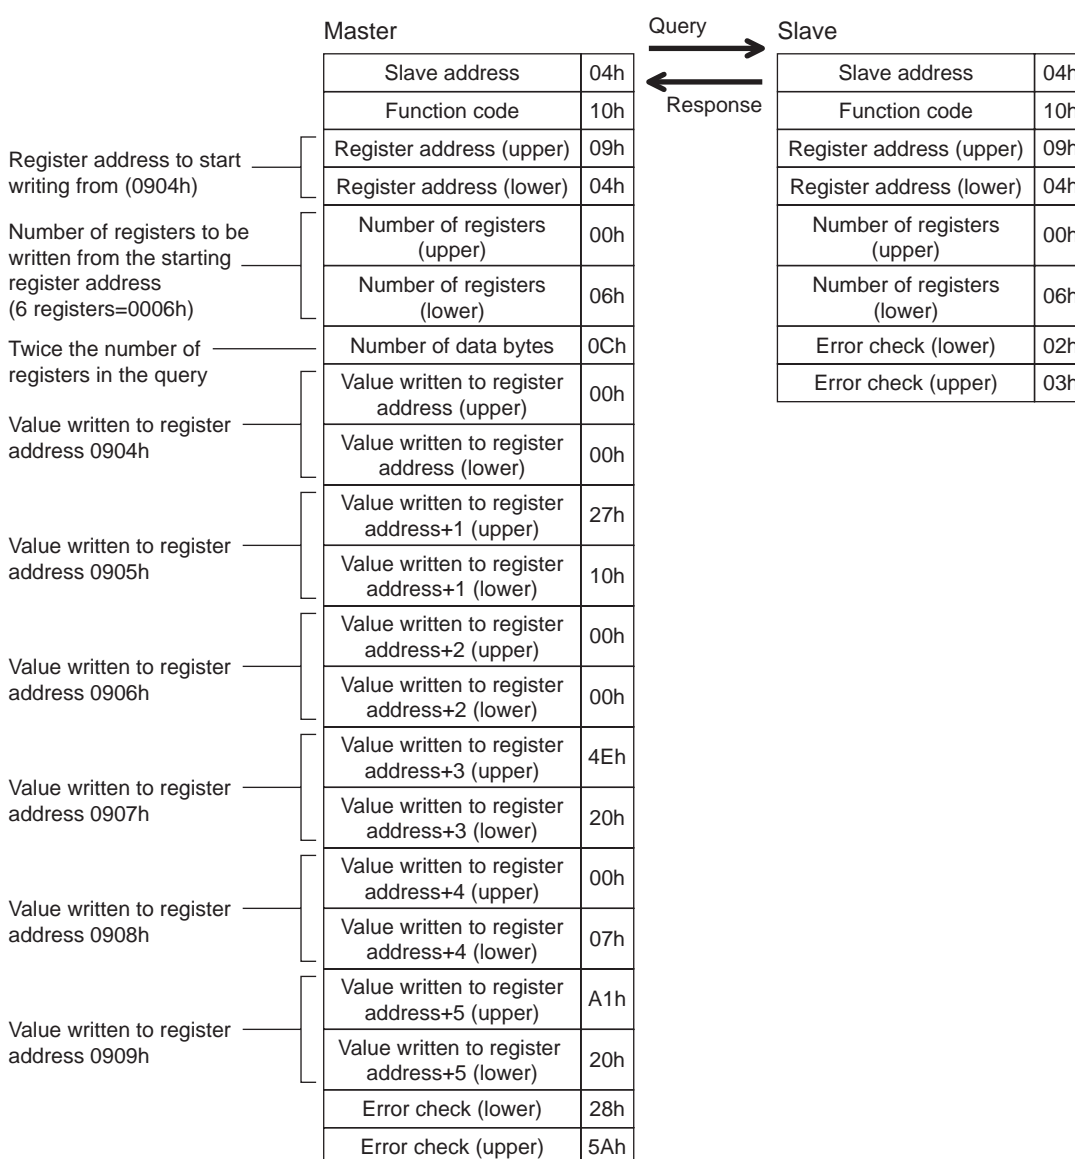 Master
Query
Slave
Response
Slave address 04h
Function code 10h
Register address (upper) 09h
Register address (lower) 04h
Number of registers
(upper) 00h
Number of registers
(lower) 06h
Number of data bytes 0Ch
Value written to register
address (upper) 00h
Value written to register
address (lower) 00h
Value written to register
address+1 (upper) 27h
Value written to register
address+1 (lower) 10h
Value written to register
address+2 (upper) 00h
Value written to register
address+2 (lower) 00h
Value written to register
address+3 (upper) 4Eh
Value written to register
address+3 (lower) 20h
Value written to register
address+4 (upper) 00h
Value written to register
address+4 (lower) 07h
Value written to register
address+5 (upper) A1h
Value written to register
address+5 (lower) 20h
Error check (lower) 28h
Error check (upper) 5Ah
Register address to start
writing from (0904h)
Number of registers to be
written from the starting
register address
(6 registers=0006h)
Twice the number of
registers in the query
Value written to register
address 0904h
Value written to register
address 0905h
Value written to register
address 0906h
Value written to register
address 0907h
Value written to register
address 0908h
Value written to register
address 0909h
Slave address 04h
Function code 10h
Register address (upper) 09h
Register address (lower) 04h
Number of registers
(upper) 00h
Number of registers
(lower) 06h
Error check (lower) 02h
Error check (upper) 03h